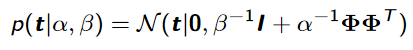 p(t|α, β) = 𝒩(t|0, β⁻¹I + α⁻¹ΦΦᵀ)